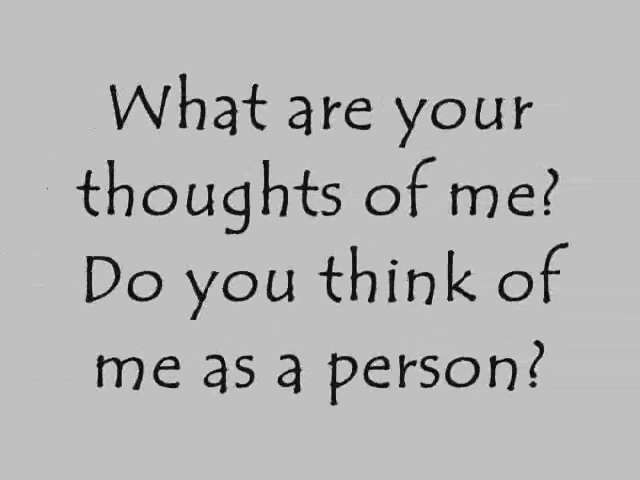 What are your
thoughts of me?
Do you think of
me as a person?